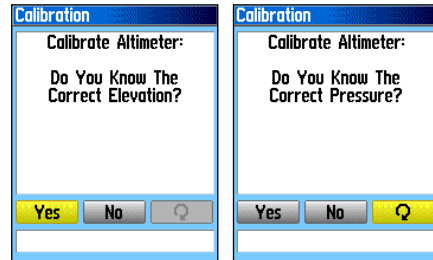 Calibration
Calibrate Altimeter:
Do You Know The
Correct Elevation?
Yes No
Calibration
Calibrate Altimeter:
Do You Know The
Correct Pressure?
Yes No